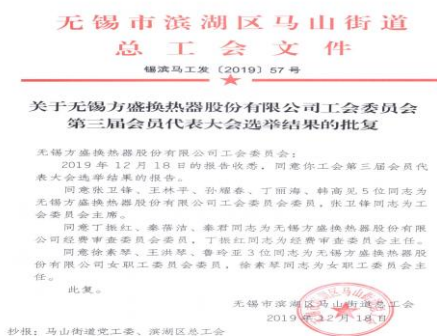 无锡市滨湖区马山街道
总工会文件
锡滨马工发〔2019〕57号
关于无锡方盛换热器股份有限公司工会委员会
第三届会员代表大会选举结果的批复
无锡方盛换热器股份有限公司工会委员会：
2019年12月18日的报告收悉，同意你工会第三届会员代
表大会选举结果的报告。
同意张卫锋、王林平、孙耀春、丁丽海、韩高见5位同志为
无锡方盛换热器股份有限公司工会委员会委员，张卫锋同志为工
会委员会主席。
同意丁振红、秦蓓洁、秦君同志为无锡方盛换热器股份有限
公司经费审查委员会委员，丁振红同志为经费审查委员会主任。
同意徐素琴、王洪琴、鲁玲亚3位同志为无锡方盛换热器股
份有限公司女职工委员会委员，徐素琴同志为女职工委员会主
任。
此复。
无锡市滨湖区马山街道总工会
2019年12月18日
抄报：马山街道党工委、滨湖区总工会